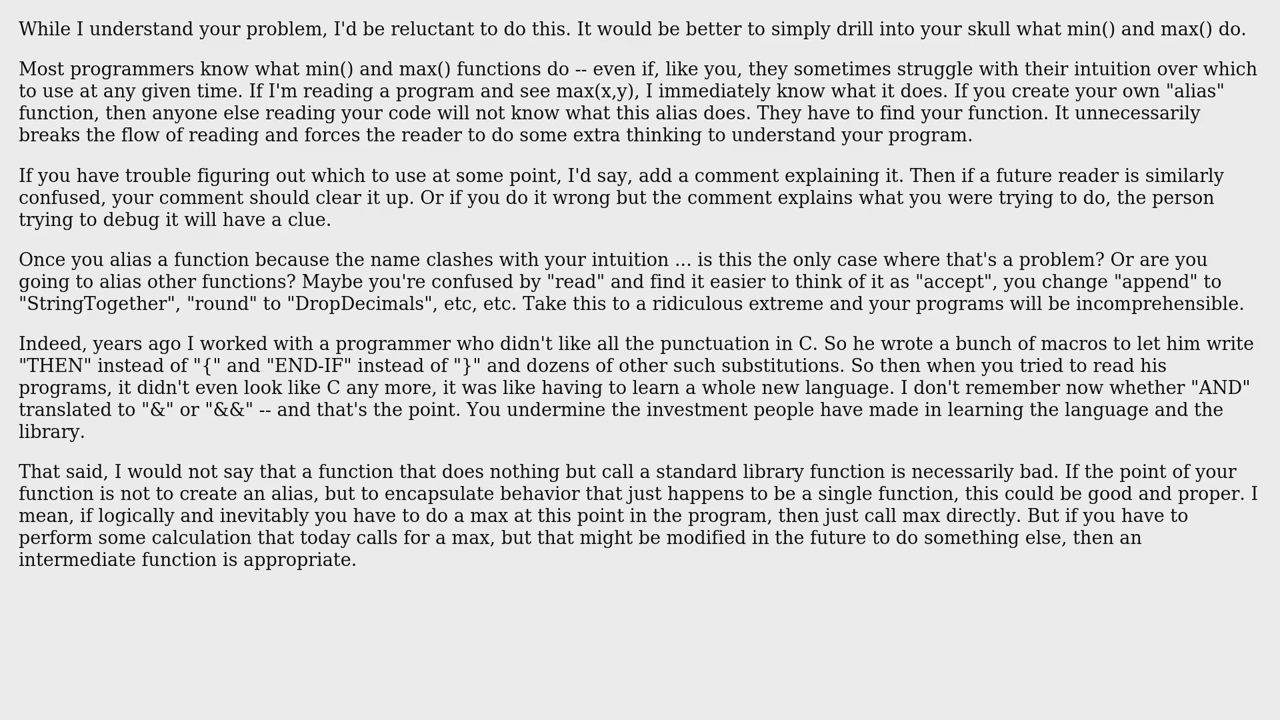 While I understand your problem, I'd be reluctant to do this. It would be better to simply drill into your skull what min() and max() do.
Most programmers know what min() and max() functions do -- even if, like you, they sometimes struggle with their intuition over which
to use at any given time. If I'm reading a program and see max(x,y), I immediately know what it does. If you create your own "alias"
function, then anyone else reading your code will not know what this alias does. They have to find your function. It unnecessarily
breaks the flow of reading and forces the reader to do some extra thinking to understand your program.
If you have trouble figuring out which to use at some point, I'd say, add a comment explaining it. Then if a future reader is similarly
confused, your comment should clear it up. Or if you do it wrong but the comment explains what you were trying to do, the person
trying to debug it will have a clue.
Once you alias a function because the name clashes with your intuition ... is this the only case where that's a problem? Or are you
going to alias other functions? Maybe you're confused by "read" and find it easier to think of it as "accept", you change "append" to
"StringTogether", "round" to "DropDecimals", etc, etc. Take this to a ridiculous extreme and your programs will be incomprehensible.
Indeed, years ago I worked with a programmer who didn't like all the punctuation in C. So he wrote a bunch of macros to let him write
"THEN" instead of "{" and "END-IF" instead of "}" and dozens of other such substitutions. So then when you tried to read his
programs, it didn't even look like C any more, it was like having to learn a whole new language. I don't remember now whether "AND"
translated to "&" or "&&" -- and that's the point. You undermine the investment people have made in learning the language and the
library.
That said, I would not say that a function that does nothing but call a standard library function is necessarily bad. If the point of your
function is not to create an alias, but to encapsulate behavior that just happens to be a single function, this could be good and proper. I
mean, if logically and inevitably you have to do a max at this point in the program, then just call max directly. But if you have to
perform some calculation that today calls for a max, but that might be modified in the future to do something else, then an
intermediate function is appropriate.